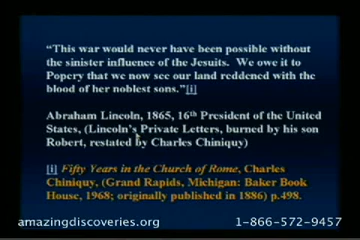 “This war would never have been possible without
the sinister influence of the Jesuits. We owe it to
Popery that we now see our land reddened with the
blood of her noblest sons.”[i]
Abraham Lincoln, 1865, 16th President of the United
States, (Lincoln’s Private Letters, burned by his son
Robert, restated by Charles Chiniquy)
[i] Fifty Years in the Church of Rome, Charles
Chiniquy, (Grand Rapids, Michigan: Baker Book
House, 1968; originally published in 1886) p.498.
amazingdiscoveries.org 1-866-572-9457